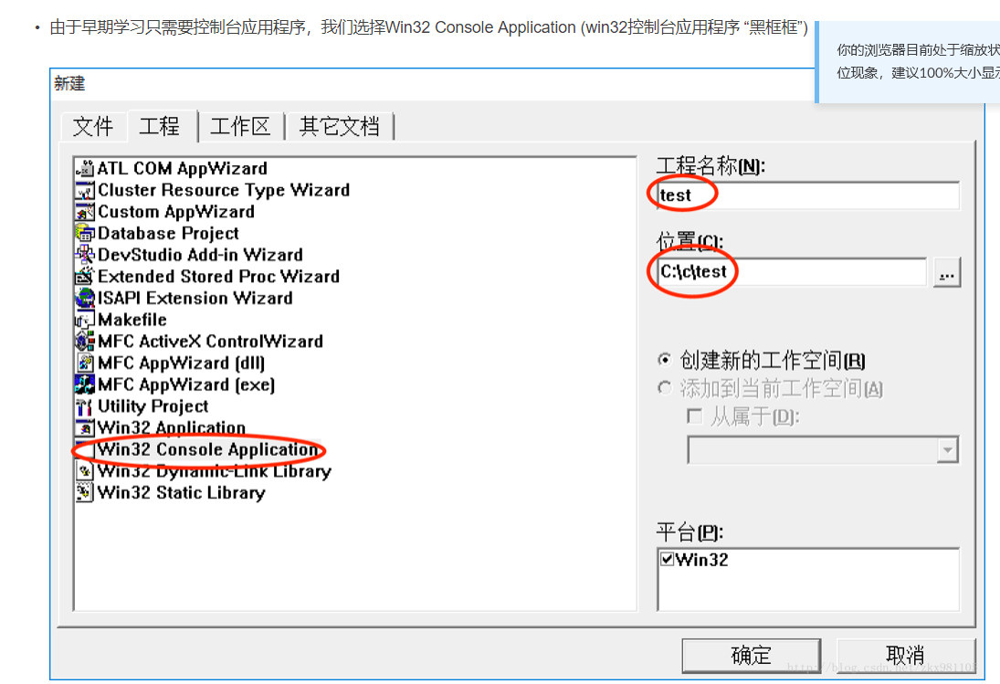 • 由于早期学习只需要控制台应用程序，我们选择Win32 Console Application (win32控制台应用程序 “黑框框”)
你的浏览器目前处于缩放状
位现象，建议100%大小显示
新建
文件 工程 工作区 其它文档
ATL COM AppWizard
Cluster Resource Type Wizard
Custom AppWizard
Database Project
DevStudio Add-in Wizard
Extended Stored Proc Wizard
ISAPI Extension Wizard
Makefile
MFC ActiveX ControlWizard
MFC AppWizard (dll)
MFC AppWizard (exe)
Utility Project
Win32 Application
Win32 Console Application
Win32 Dynamic-Link Library
Win32 Static Library
工程名称(N):
test
位置(C):
C:\c\test
...
创建新的工作空间(R)
添加到当前工作空间(A)
从属于(D):
平台(P):
Win32
确定 取消